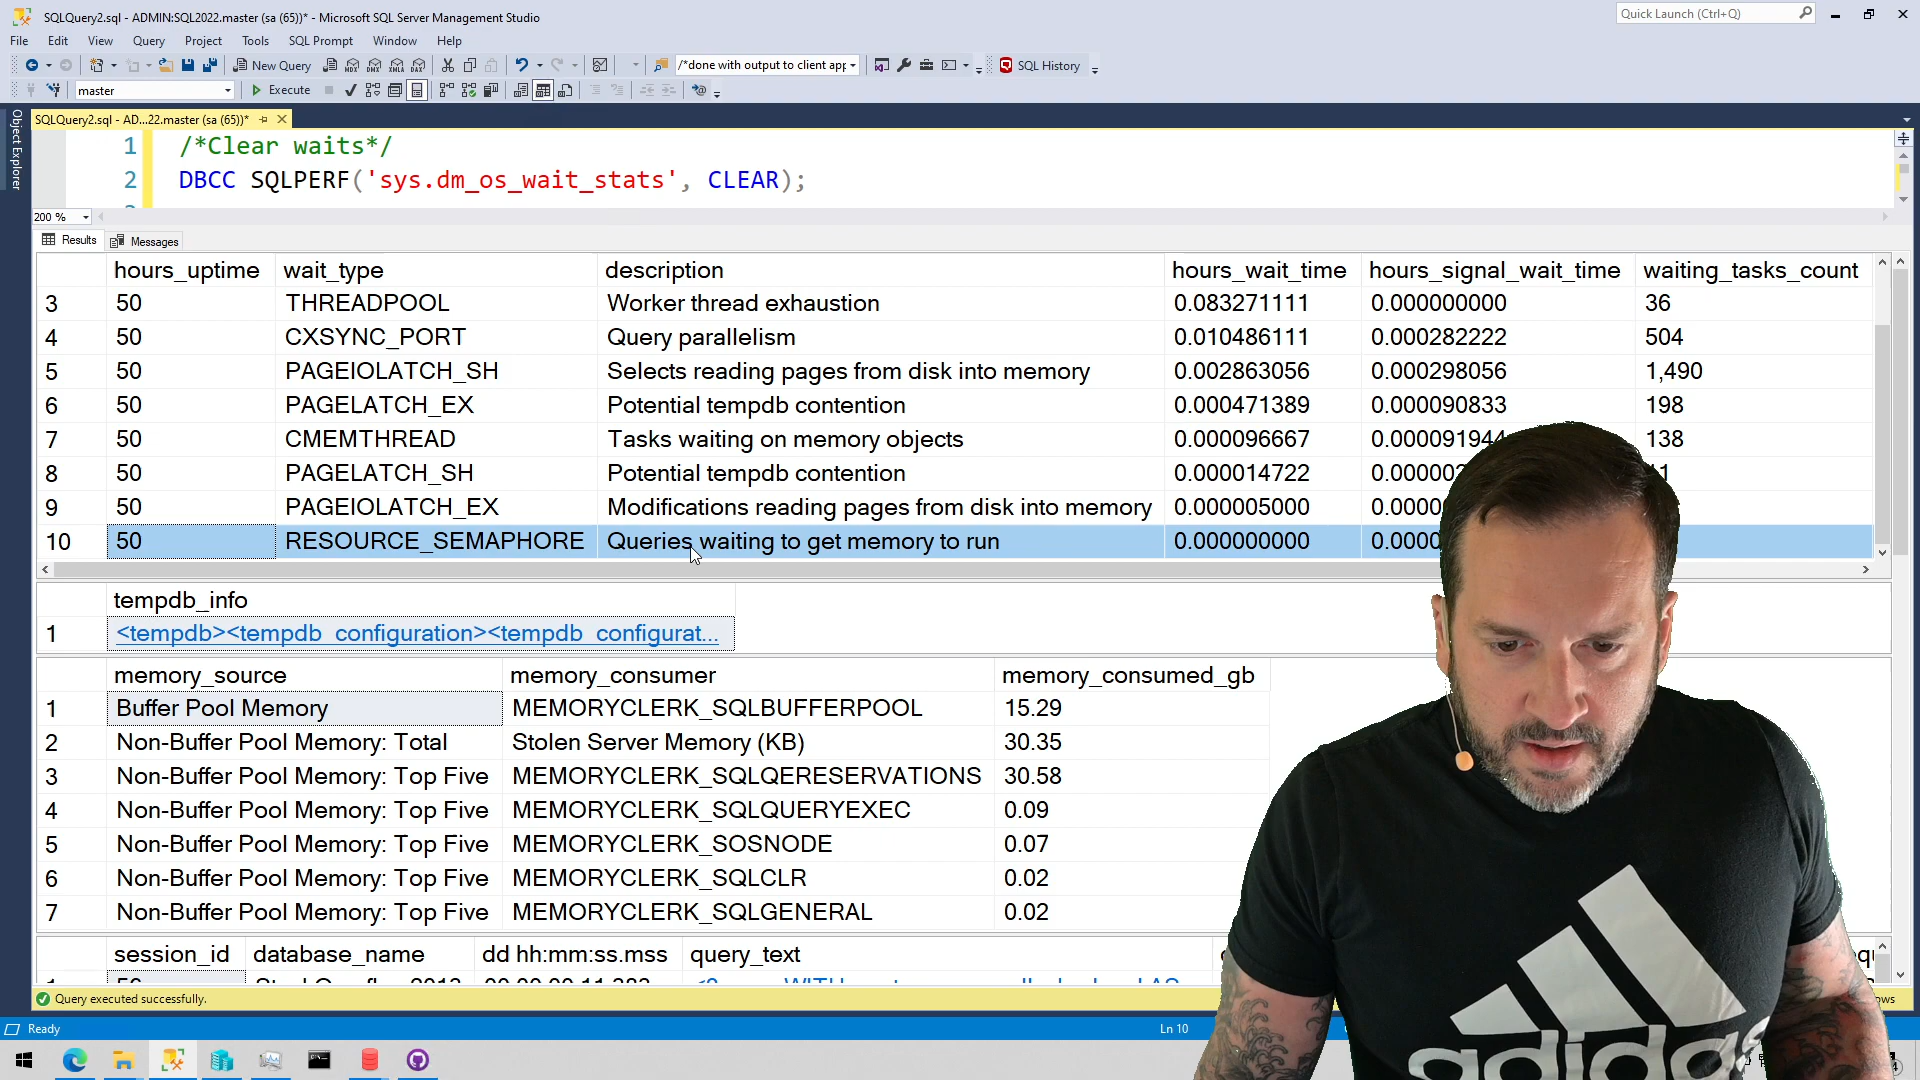 SQLQuery2.sql - ADMIN:SQL2022.master (sa (65))* - Microsoft SQL Server Management Studio
Quick Launch (Ctrl+Q)
File Edit View Query Project Tools SQL Prompt Window Help
New Query MDX DMX XMLA DAX /*done with output to client app SQL History
master Execute
SQLQuery2.sql - AD...22.master (sa (65))*
Object Explorer
1 /*Clear waits*/
2 DBCC SQLPERF('sys.dm_os_wait_stats', CLEAR);
200 %
Results Messages
hours_uptime wait_type description hours_wait_time hours_signal_wait_time waiting_tasks_count
3 50 THREADPOOL Worker thread exhaustion 0.083271111 0.000000000 36
4 50 CXSYNC_PORT Query parallelism 0.010486111 0.000282222 504
5 50 PAGEIOLATCH_SH Selects reading pages from disk into memory 0.002863056 0.000298056 1,490
6 50 PAGELATCH_EX Potential tempdb contention 0.000471389 0.000090833 198
7 50 CMEMTHREAD Tasks waiting on memory objects 0.000096667 0.000091944 138
8 50 PAGELATCH_SH Potential tempdb contention 0.000014722
9 50 PAGEIOLATCH_EX Modifications reading pages from disk into memory 0.000005000
10 50 RESOURCE_SEMAPHORE Queries waiting to get memory to run 0.000000000
tempdb_info
1 <tempdb><tempdb_configuration><tempdb_configurat...
memory_source memory_consumer memory_consumed_gb
1 Buffer Pool Memory MEMORYCLERK_SQLBUFFERPOOL 15.29
2 Non-Buffer Pool Memory: Total Stolen Server Memory (KB) 30.35
3 Non-Buffer Pool Memory: Top Five MEMORYCLERK_SQLQERESERVATIONS 30.58
4 Non-Buffer Pool Memory: Top Five MEMORYCLERK_SQLQUERYEXEC 0.09
5 Non-Buffer Pool Memory: Top Five MEMORYCLERK_SOSNODE 0.07
6 Non-Buffer Pool Memory: Top Five MEMORYCLERK_SQLCLR 0.02
7 Non-Buffer Pool Memory: Top Five MEMORYCLERK_SQLGENERAL 0.02
session_id database_name dd hh:mm:ss.mss query_text
Query executed successfully.
Ready Ln 10
adidas